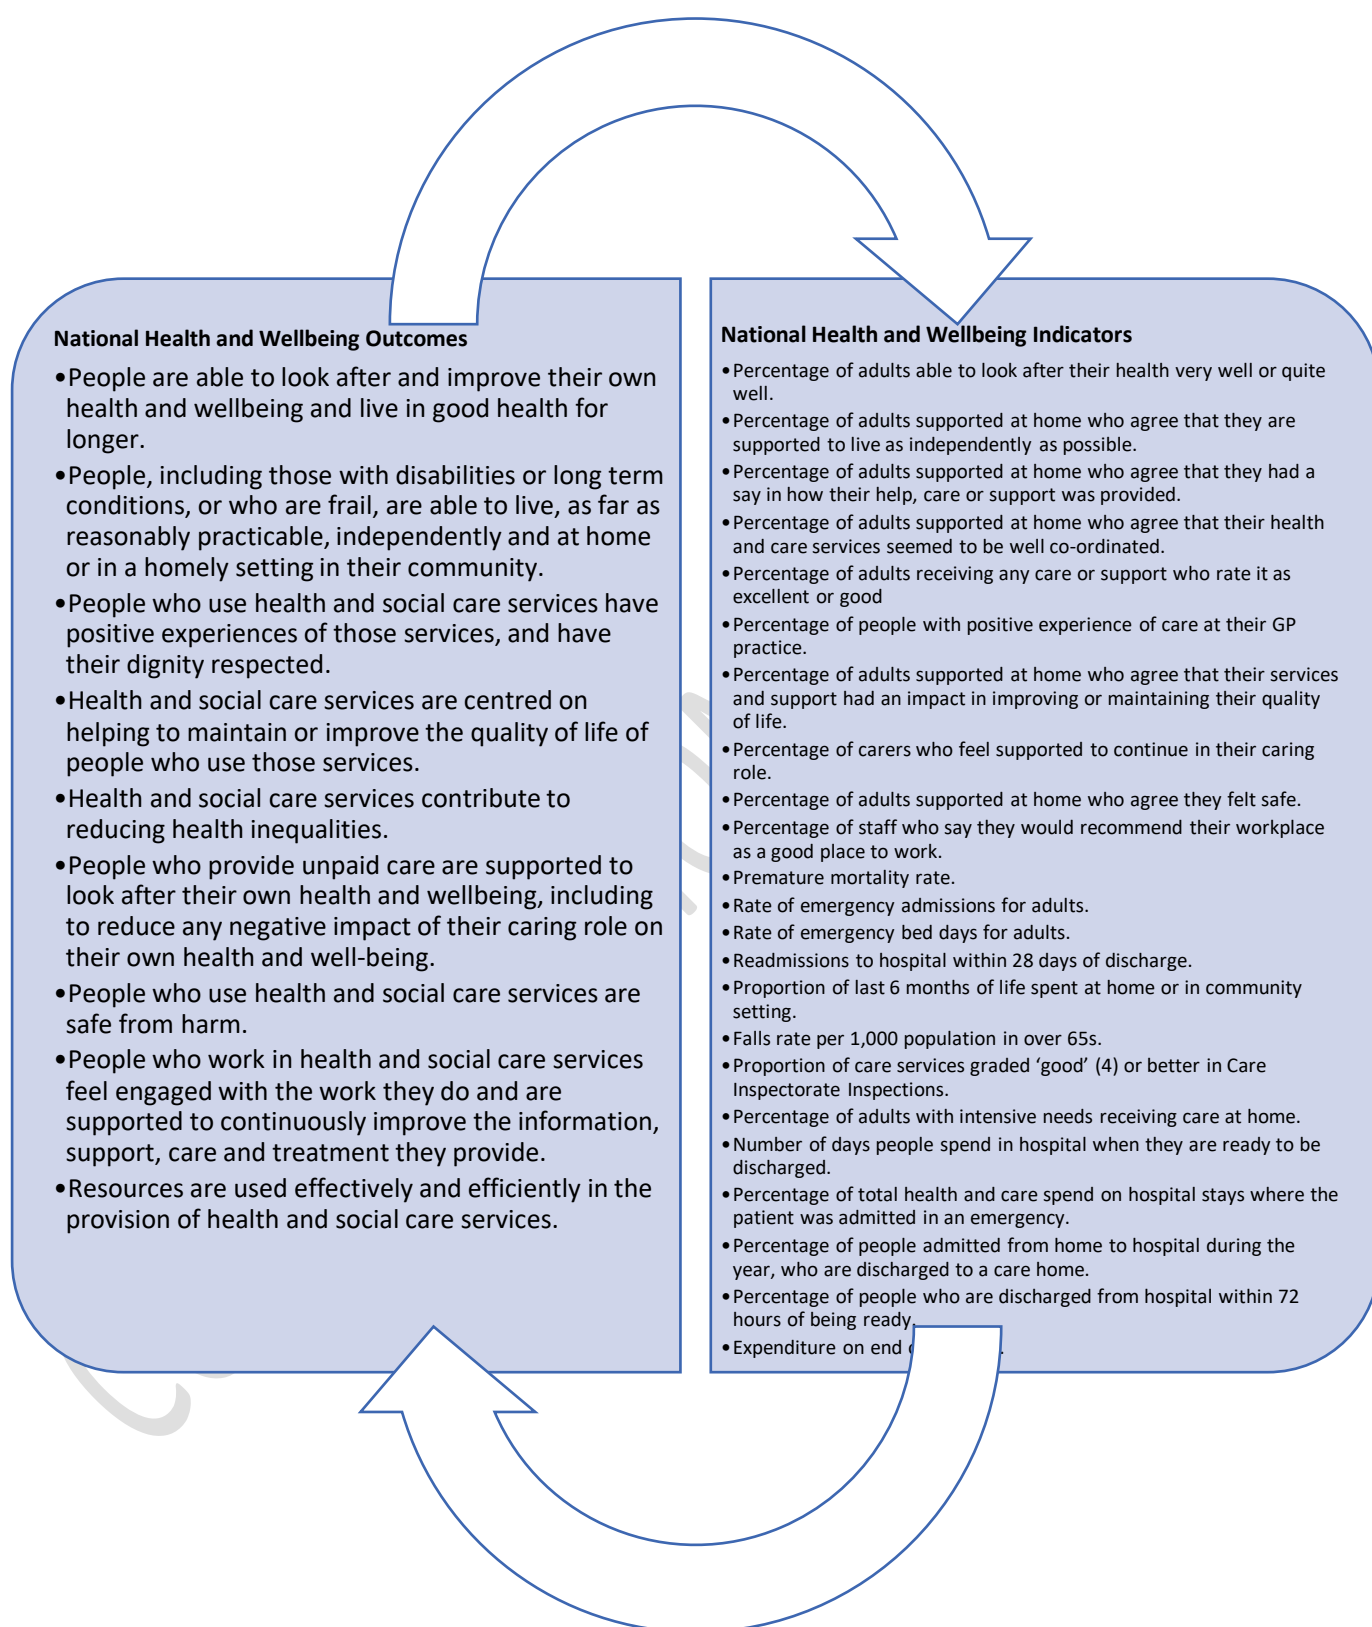 National Health and Wellbeing Outcomes
•People are able to look after and improve their own
health and wellbeing and live in good health for
longer.
•People, including those with disabilities or long term
conditions, or who are frail, are able to live, as far as
reasonably practicable, independently and at home
or in a homely setting in their community.
•People who use health and social care services have
positive experiences of those services, and have
their dignity respected.
•Health and social care services are centred on
helping to maintain or improve the quality of life of
people who use those services.
•Health and social care services contribute to
reducing health inequalities.
•People who provide unpaid care are supported to
look after their own health and wellbeing, including
to reduce any negative impact of their caring role on
their own health and well-being.
•People who use health and social care services are
safe from harm.
•People who work in health and social care services
feel engaged with the work they do and are
supported to continuously improve the information,
support, care and treatment they provide.
•Resources are used effectively and efficiently in the
provision of health and social care services.
National Health and Wellbeing Indicators
•Percentage of adults able to look after their health very well or quite
well.
•Percentage of adults supported at home who agree that they are
supported to live as independently as possible.
•Percentage of adults supported at home who agree that they had a
say in how their help, care or support was provided.
•Percentage of adults supported at home who agree that their health
and care services seemed to be well co-ordinated.
•Percentage of adults receiving any care or support who rate it as
excellent or good
•Percentage of people with positive experience of care at their GP
practice.
•Percentage of adults supported at home who agree that their services
and support had an impact in improving or maintaining their quality
of life.
•Percentage of carers who feel supported to continue in their caring
role.
•Percentage of adults supported at home who agree they felt safe.
•Percentage of staff who say they would recommend their workplace
as a good place to work.
•Premature mortality rate.
•Rate of emergency admissions for adults.
•Rate of emergency bed days for adults.
•Readmissions to hospital within 28 days of discharge.
•Proportion of last 6 months of life spent at home or in community
setting.
•Falls rate per 1,000 population in over 65s.
•Proportion of care services graded ‘good’ (4) or better in Care
Inspectorate Inspections.
•Percentage of adults with intensive needs receiving care at home.
•Number of days people spend in hospital when they are ready to be
discharged.
•Percentage of total health and care spend on hospital stays where the
patient was admitted in an emergency.
•Percentage of people admitted from home to hospital during the
year, who are discharged to a care home.
•Percentage of people who are discharged from hospital within 72
hours of being ready.
•Expenditure on end